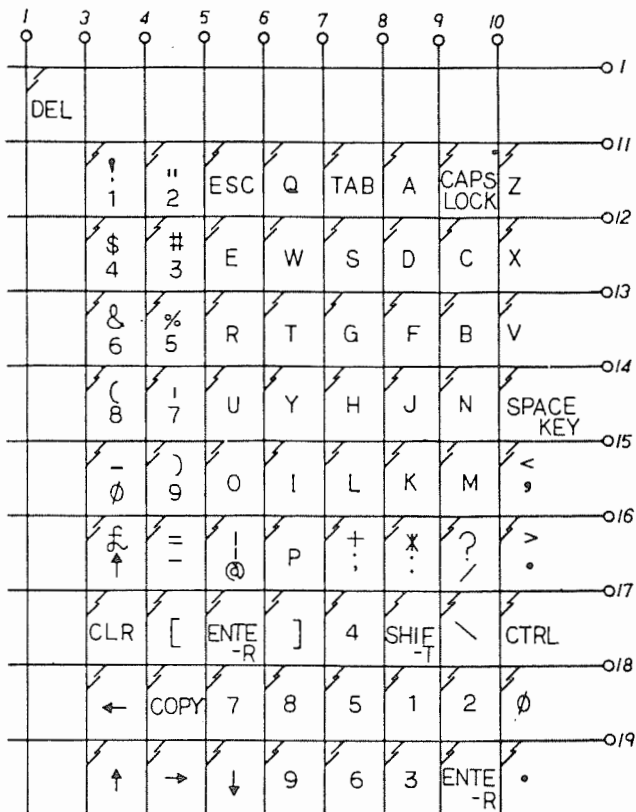 1 3 4 5 6 7 8 9 10
1
DEL
11
! " ESC Q TAB A CAPS LOCK Z
1 2
12
$ # E W S D C X
4 3
13
& % R T G F B V
6 5
14
( ' U Y H J N SPACE KEY
8 7
15
_ ) O I L K M <
Ø 9 ,
16
£ = | P + * ? >
↑ - @ ; : / .
17
CLR [ ENTE-R ] 4 SHIF-T \ CTRL
18
← COPY 7 8 5 1 2 Ø
19
↑ → ↓ 9 6 3 ENTE-R .